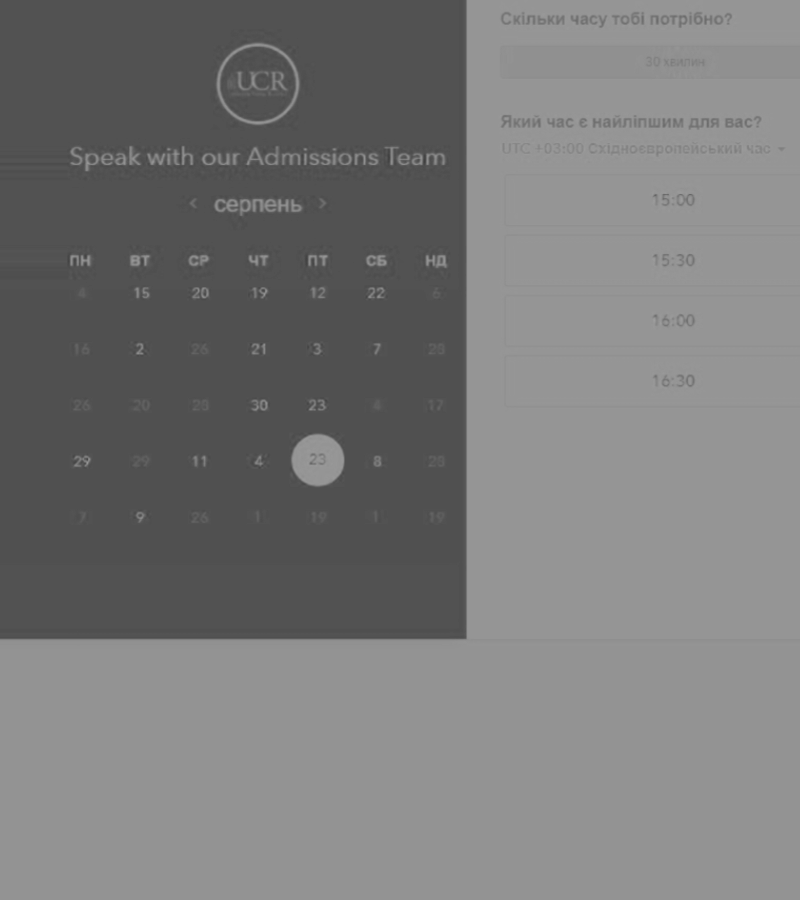 UCR
Speak with our Admissions Team
< серпень >
ПН ВТ СР ЧТ ПТ СБ НД
4 15 20 19 12 22 6
16 2 26 21 3 7 28
26 20 28 30 23 4 17
29 29 11 4 23 8 28
7 9 26 1 19 1 19
Скільки часу тобі потрібно?
30 хвилин
Який час є найліпшим для вас?
UTC +03:00 Східноєвропейський час
15:00
15:30
16:00
16:30